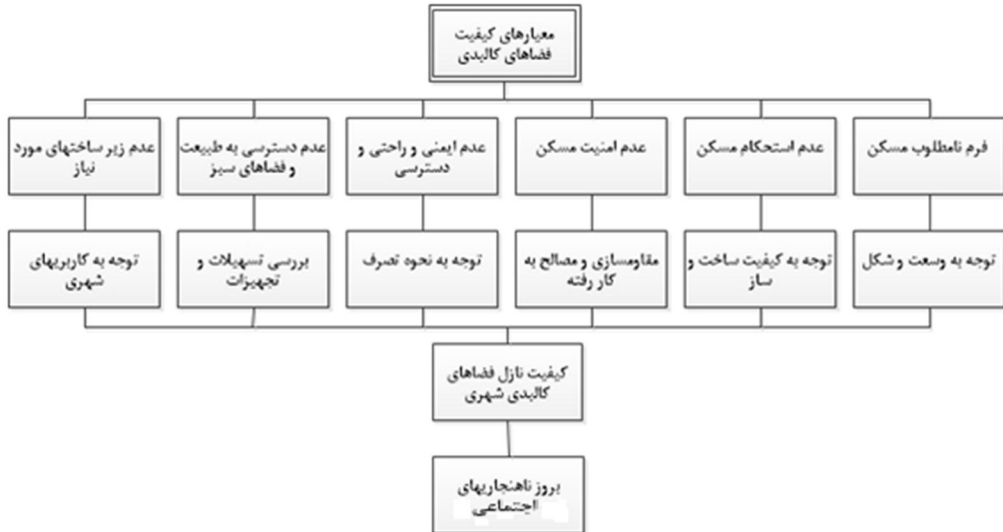 معیارهای کیفیت
فضاهای کالبدی
فرم نامطلوب مسکن
عدم استحکام مسکن
عدم امنیت مسکن
عدم ایمنی و راحتی و
دسترسی
عدم دسترسی به طبیعت
و فضاهای سبز
عدم زیر ساختهای مورد
نیاز
توجه به وسعت و شکل
توجه به کیفیت ساخت و
ساز
مقاومسازی و مصالح به
کار رفته
توجه به نحوه تصرف
بررسی تسهیلات و
تجهیزات
توجه به کاربریهای
شهری
کیفیت نازل فضاهای
کالبدی شهری
بروز ناهنجاریهای
اجتماعی